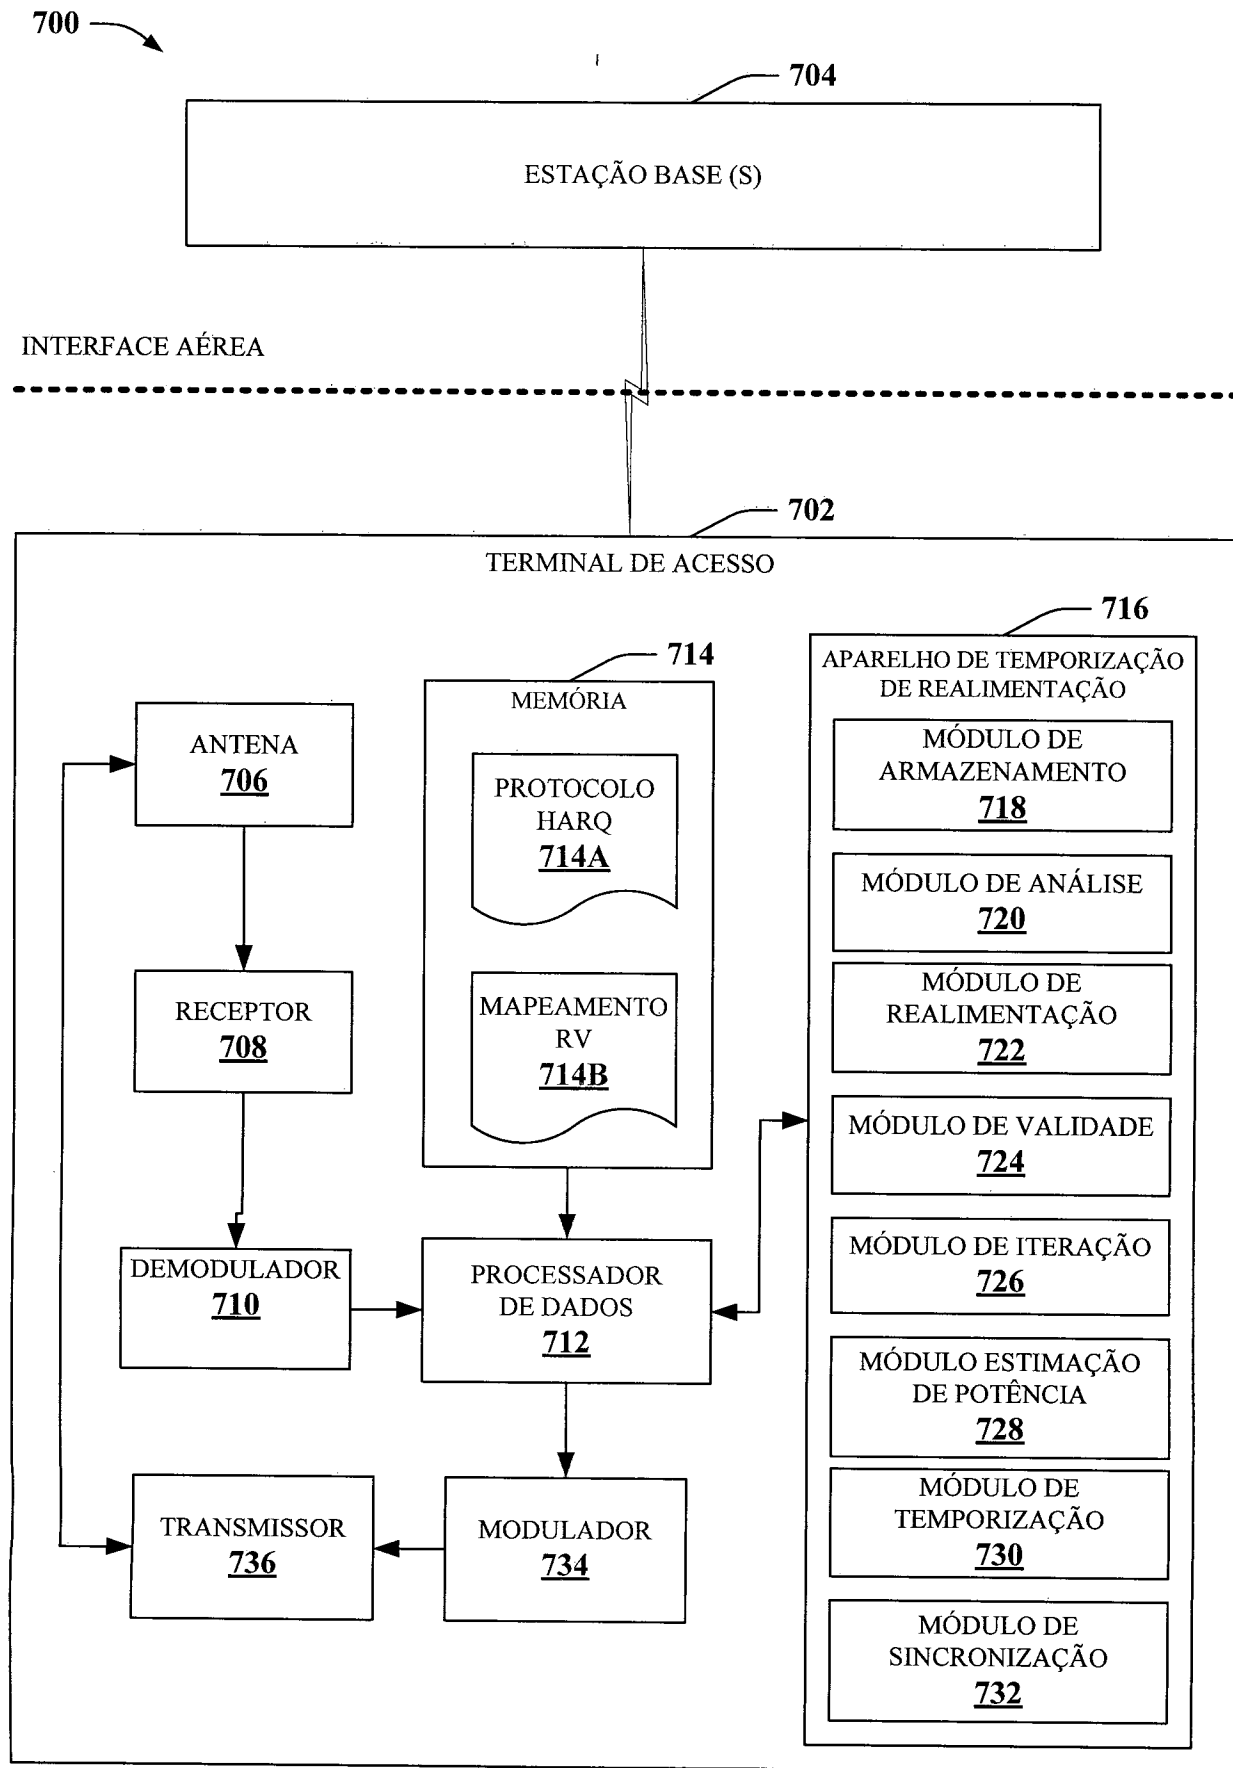 700
704
ESTAÇÃO BASE (S)
INTERFACE AÉREA
702
TERMINAL DE ACESSO
716
APARELHO DE TEMPORIZAÇÃO
DE REALIMENTAÇÃO
714
MEMÓRIA
ANTENA
706
PROTOCOLO
HARQ
714A
MÓDULO DE
ARMAZENAMENTO
718
MÓDULO DE ANÁLISE
720
RECEPTOR
708
MAPEAMENTO
RV
714B
MÓDULO DE
REALIMENTAÇÃO
722
MÓDULO DE VALIDADE
724
DEMODULADOR
710
PROCESSADOR
DE DADOS
712
MÓDULO DE ITERAÇÃO
726
MÓDULO ESTIMAÇÃO
DE POTÊNCIA
728
TRANSMISSOR
736
MODULADOR
734
MÓDULO DE
TEMPORIZAÇÃO
730
MÓDULO DE
SINCRONIZAÇÃO
732